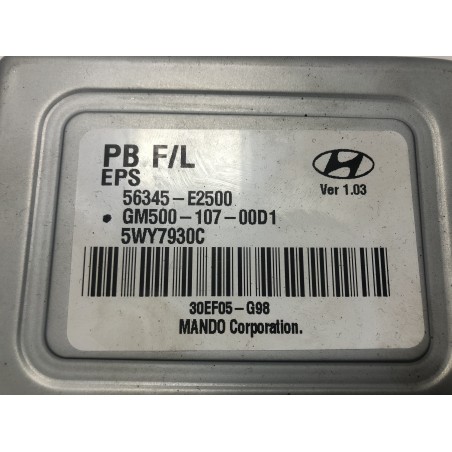 PB F/L
EPS
Ver 1.03
56345-E2500
GM500-107-00D1
5WY7930C
30EF05-G98
MANDO Corporation.